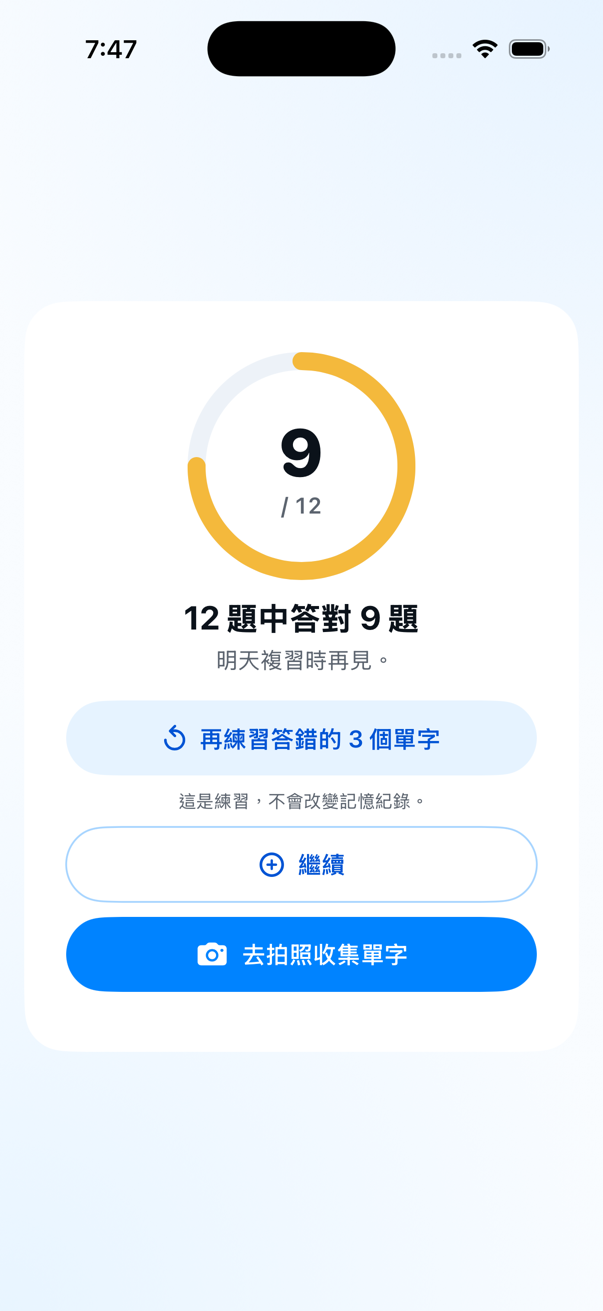 7:47
9
/ 12
12 題中答對 9 題
明天複習時再見。
再練習答錯的 3 個單字
這是練習，不會改變記憶紀錄。
繼續
去拍照收集單字